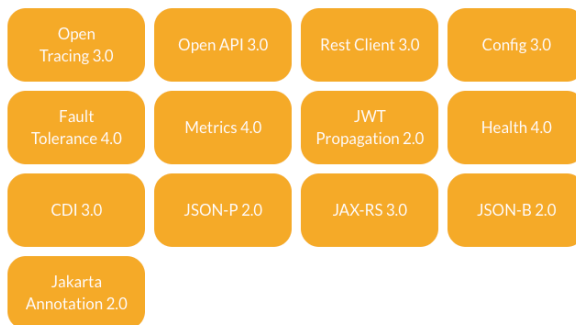 Open
Tracing 3.0
Open API 3.0
Rest Client 3.0
Config 3.0
Fault
Tolerance 4.0
Metrics 4.0
JWT
Propagation 2.0
Health 4.0
CDI 3.0
JSON-P 2.0
JAX-RS 3.0
JSON-B 2.0
Jakarta
Annotation 2.0